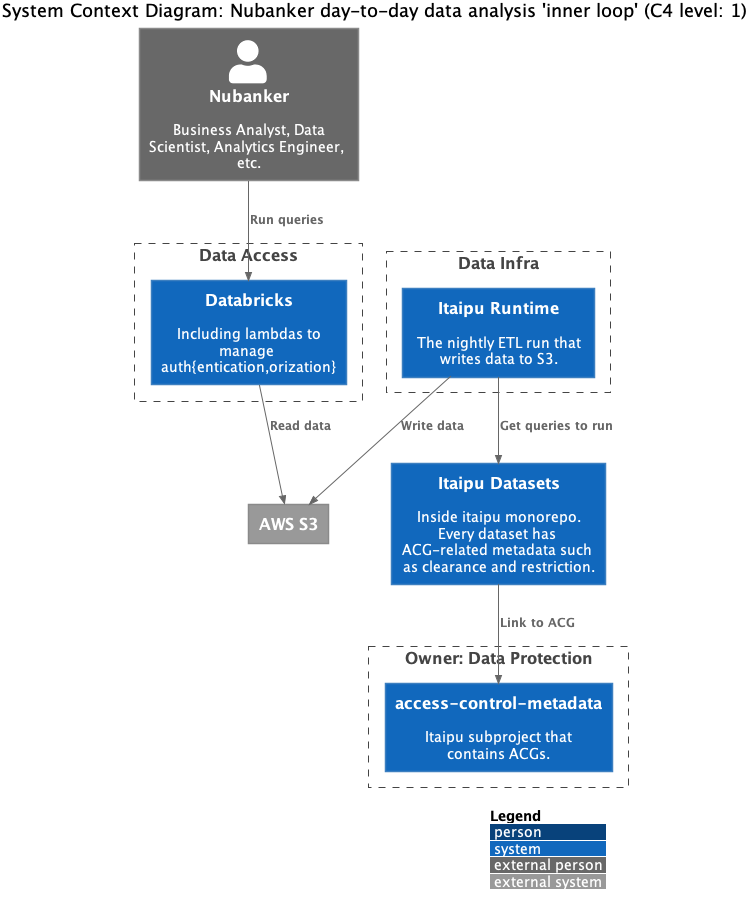 System Context Diagram: Nubanker day-to-day data analysis 'inner loop' (C4 level: 1)
Nubanker
Business Analyst, Data
Scientist, Analytics Engineer,
etc.
Run queries
Data Access
Databricks
Including lambdas to
manage
auth{entication,orization}
Data Infra
Itaipu Runtime
The nightly ETL run that
writes data to S3.
Read data
Write data
Get queries to run
AWS S3
Itaipu Datasets
Inside itaipu monorepo.
Every dataset has
ACG-related metadata such
as clearance and restriction.
Link to ACG
Owner: Data Protection
access-control-metadata
Itaipu subproject that
contains ACGs.
Legend
person
system
external person
external system